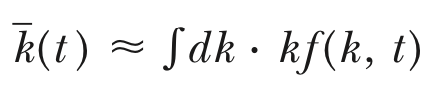 k̅(t) ≈ ∫dk · kf(k, t)